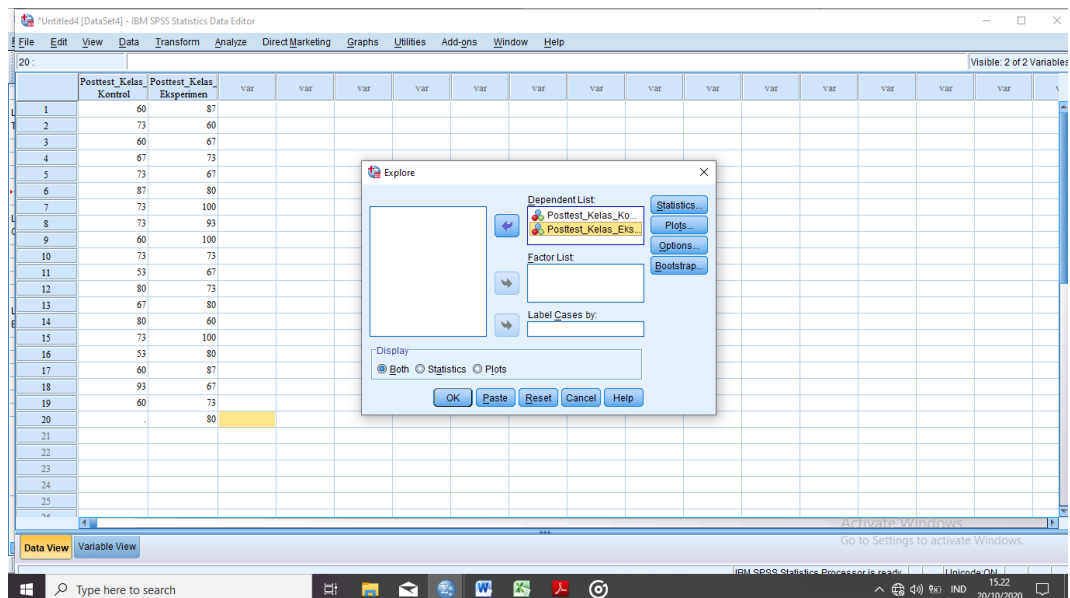 *Untitled4 [DataSet4] - IBM SPSS Statistics Data Editor
File Edit View Data Transform Analyze Direct Marketing Graphs Utilities Add-ons Window Help
20 : Visible: 2 of 2 Variables
Posttest_Kelas_Kontrol Posttest_Kelas_Eksperimen var var var var var var var var var var var var var var
1 60 87
2 73 60
3 60 67
4 67 73
5 73 67
6 87 80
7 73 100
8 73 93
9 60 100
10 73 73
11 53 67
12 80 73
13 67 80
14 80 60
15 73 100
16 53 80
17 60 87
18 93 67
19 60 73
20 . 80
21
22
23
24
25
26
Explore
Dependent List:
Posttest_Kelas_Ko...
Posttest_Kelas_Eks...
Factor List:
Label Cases by:
Statistics...
Plots...
Options...
Bootstrap...
Display
Both Statistics Plots
OK Paste Reset Cancel Help
Activate Windows
Go to Settings to activate Windows.
Data View Variable View
IBM SPSS Statistics Processor is ready Unicode:ON
Type here to search
IND
15.22
20/10/2020